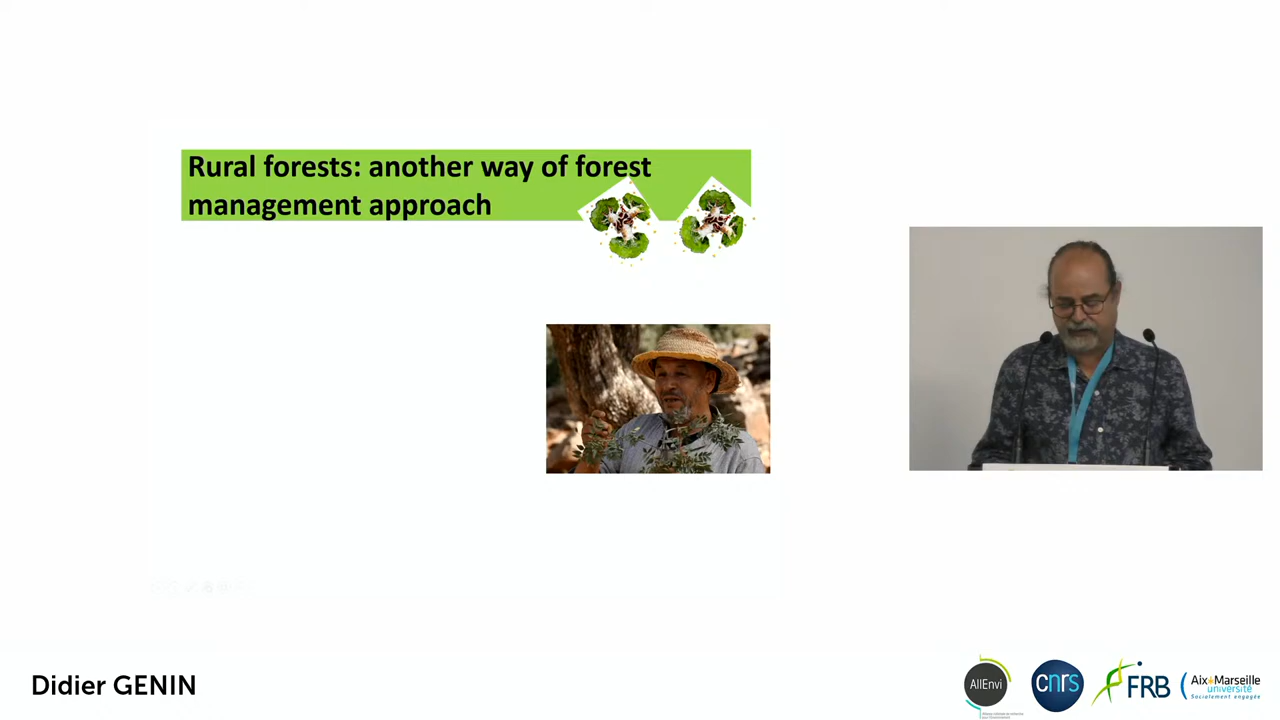 Rural forests: another way of forest
management approach
Didier GENIN
AllEnvi
cnrs
FRB
Aix+Marseille
université
Socialement engagée